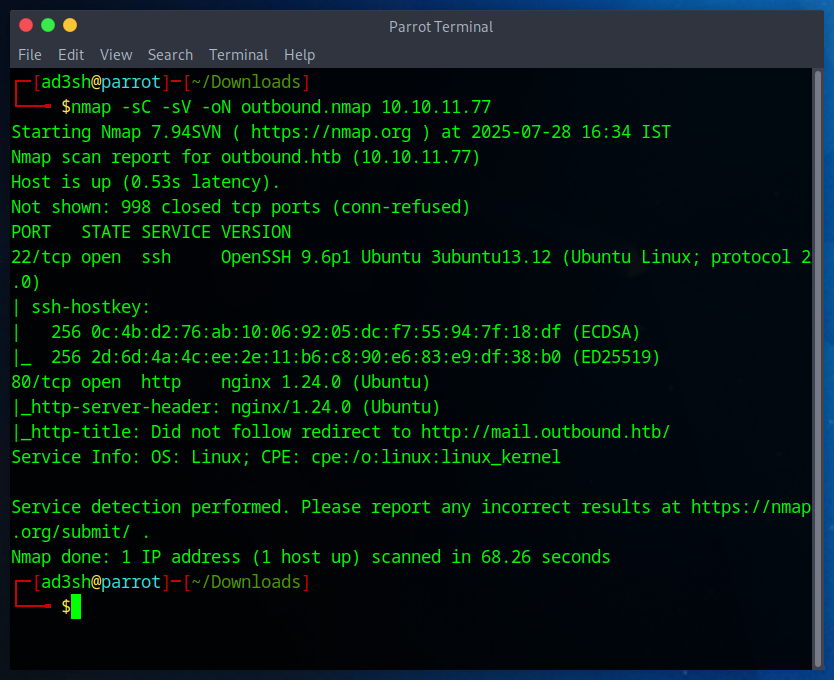 Parrot Terminal
File Edit View Search Terminal Help
┌─[ad3sh@parrot]─[~/Downloads]
└──╼ $nmap -sC -sV -oN outbound.nmap 10.10.11.77
Starting Nmap 7.94SVN ( https://nmap.org ) at 2025-07-28 16:34 IST
Nmap scan report for outbound.htb (10.10.11.77)
Host is up (0.53s latency).
Not shown: 998 closed tcp ports (conn-refused)
PORT   STATE SERVICE VERSION
22/tcp open  ssh     OpenSSH 9.6p1 Ubuntu 3ubuntu13.12 (Ubuntu Linux; protocol 2
.0)
| ssh-hostkey:
|   256 0c:4b:d2:76:ab:10:06:92:05:dc:f7:55:94:7f:18:df (ECDSA)
|_  256 2d:6d:4a:4c:ee:2e:11:b6:c8:90:e6:83:e9:df:38:b0 (ED25519)
80/tcp open  http    nginx 1.24.0 (Ubuntu)
|_http-server-header: nginx/1.24.0 (Ubuntu)
|_http-title: Did not follow redirect to http://mail.outbound.htb/
Service Info: OS: Linux; CPE: cpe:/o:linux:linux_kernel
Service detection performed. Please report any incorrect results at https://nmap
.org/submit/ .
Nmap done: 1 IP address (1 host up) scanned in 68.26 seconds
┌─[ad3sh@parrot]─[~/Downloads]
└──╼ $